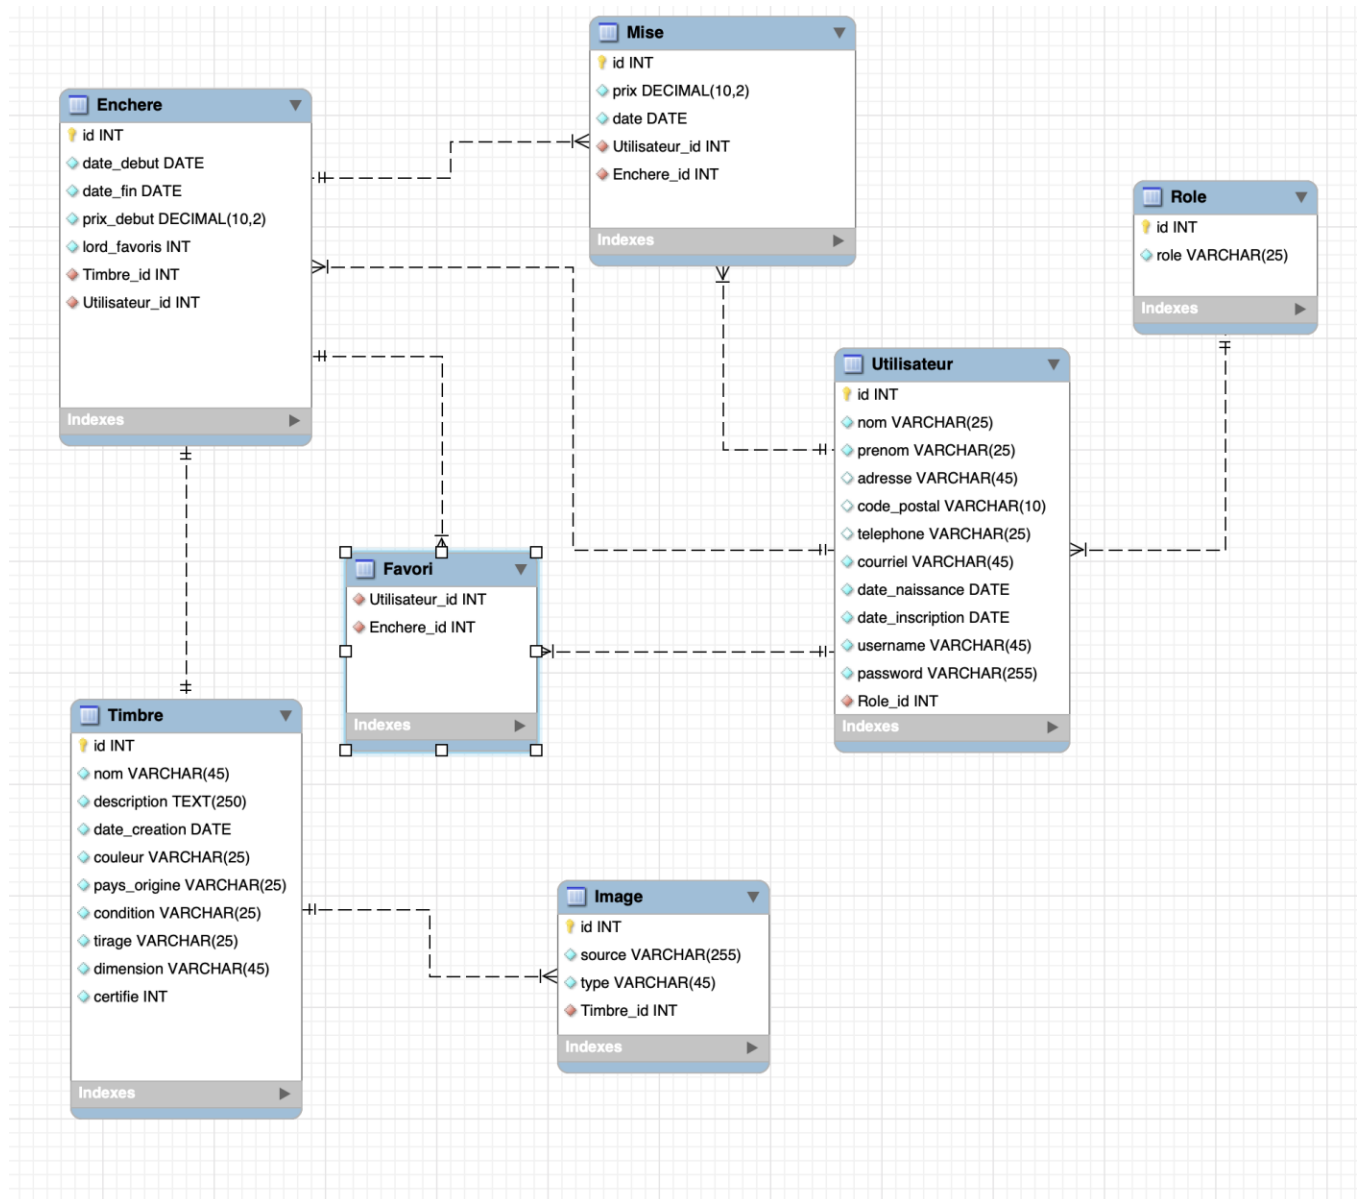 Mise
id INT
prix DECIMAL(10,2)
date DATE
Utilisateur_id INT
Enchere_id INT
Indexes
Enchere
id INT
date_debut DATE
date_fin DATE
prix_debut DECIMAL(10,2)
lord_favoris INT
Timbre_id INT
Utilisateur_id INT
Indexes
Role
id INT
role VARCHAR(25)
Indexes
Utilisateur
id INT
nom VARCHAR(25)
prenom VARCHAR(25)
adresse VARCHAR(45)
code_postal VARCHAR(10)
telephone VARCHAR(25)
courriel VARCHAR(45)
date_naissance DATE
date_inscription DATE
username VARCHAR(45)
password VARCHAR(255)
Role_id INT
Indexes
Favori
Utilisateur_id INT
Enchere_id INT
Indexes
Timbre
id INT
nom VARCHAR(45)
description TEXT(250)
date_creation DATE
couleur VARCHAR(25)
pays_origine VARCHAR(25)
condition VARCHAR(25)
tirage VARCHAR(25)
dimension VARCHAR(45)
certifie INT
Indexes
Image
id INT
source VARCHAR(255)
type VARCHAR(45)
Timbre_id INT
Indexes